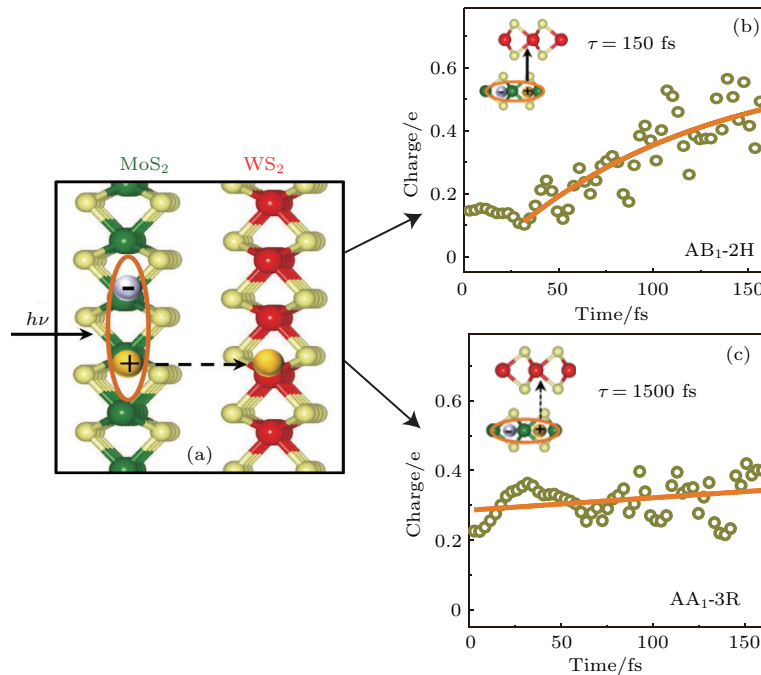 MoS₂
WS₂
hν
-
+
(a)
(b)
τ = 150 fs
-
+
0.6
0.4
0.2
0
Charge/e
AB₁-2H
0
50
100
150
Time/fs
(c)
τ = 1500 fs
-
+
0.6
0.4
0.2
0
Charge/e
AA₁-3R
0
50
100
150
Time/fs